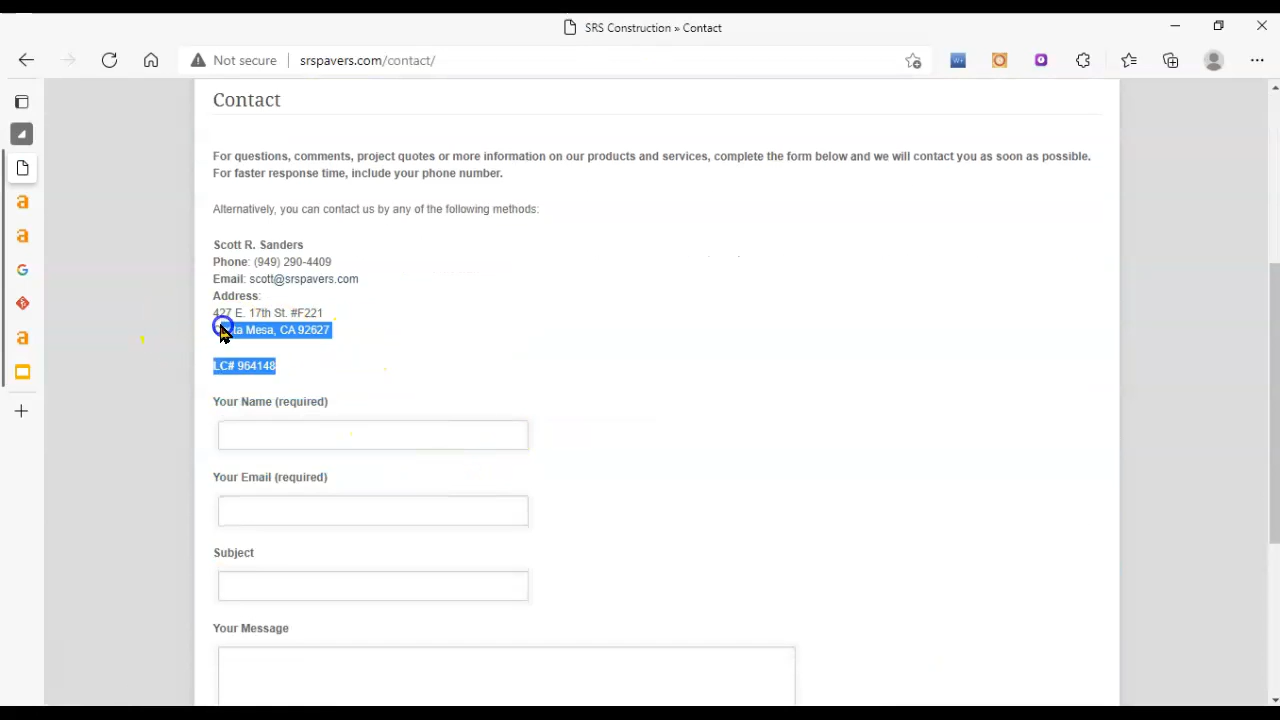 SRS Construction » Contact
Not secure
srspavers.com/contact/
Contact
For questions, comments, project quotes or more information on our products and services, complete the form below and we will contact you as soon as possible.
For faster response time, include your phone number.
Alternatively, you can contact us by any of the following methods:
Scott R. Sanders
Phone: (949) 290-4409
Email: scott@srspavers.com
Address:
427 E. 17th St. #F221
Mesa, CA 92627
LC# 964148
Your Name (required)
Your Email (required)
Subject
Your Message